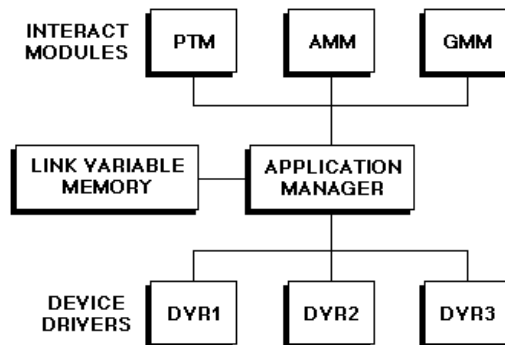 INTERACT
MODULES
PTM
AMM
GMM
LINK VARIABLE
MEMORY
APPLICATION
MANAGER
DEVICE
DRIVERS
DVR1
DVR2
DVR3